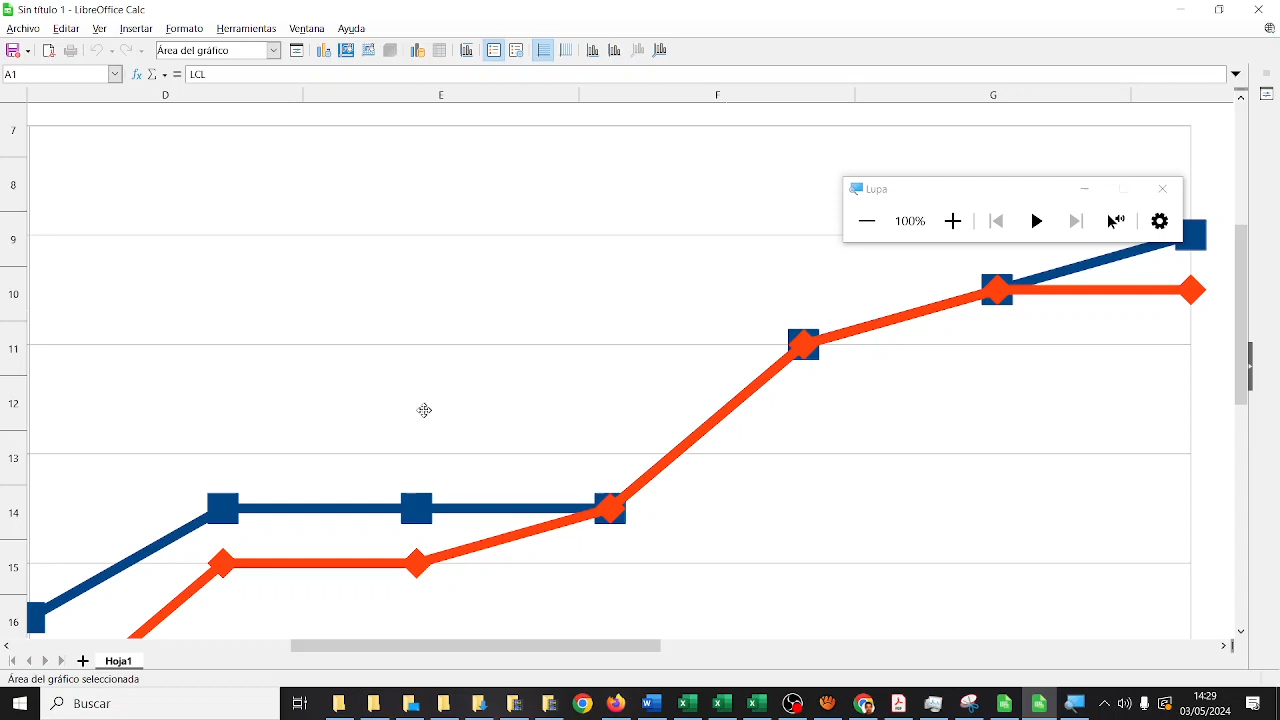 Sin título 1 - LibreOffice Calc
Archivo Editar Ver Insertar Formato Herramientas Ventana Ayuda
Área del gráfico
A1 fx Σ = LCL
D E F G
7
8
Lupa
100%
9
10
11
12
13
14
15
16
Hoja1
Área del gráfico seleccionada
Buscar
14:29
03/05/2024